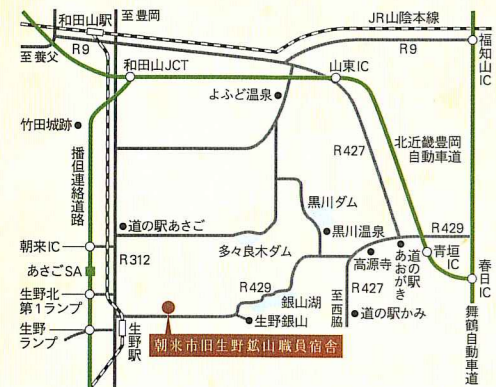 和田山駅
至豊岡
JR山陰本線
至養父
R9
R9
福知山IC
和田山JCT
山東IC
よふど温泉
竹田城跡
R427
北近畿豊岡
自動車道
播但連絡道路
黒川ダム
道の駅あさご
黒川温泉
R429
多々良木ダム
朝来IC
R312
高源寺
道の駅
あおがき
青垣
IC
春日IC
あさごSA
R429
銀山湖
至西脇
R427
生野北
第1ランプ
生野銀山
道の駅かみ
舞鶴自動車道
生野
ランプ
生野駅
朝来市旧生野鉱山職員宿舎